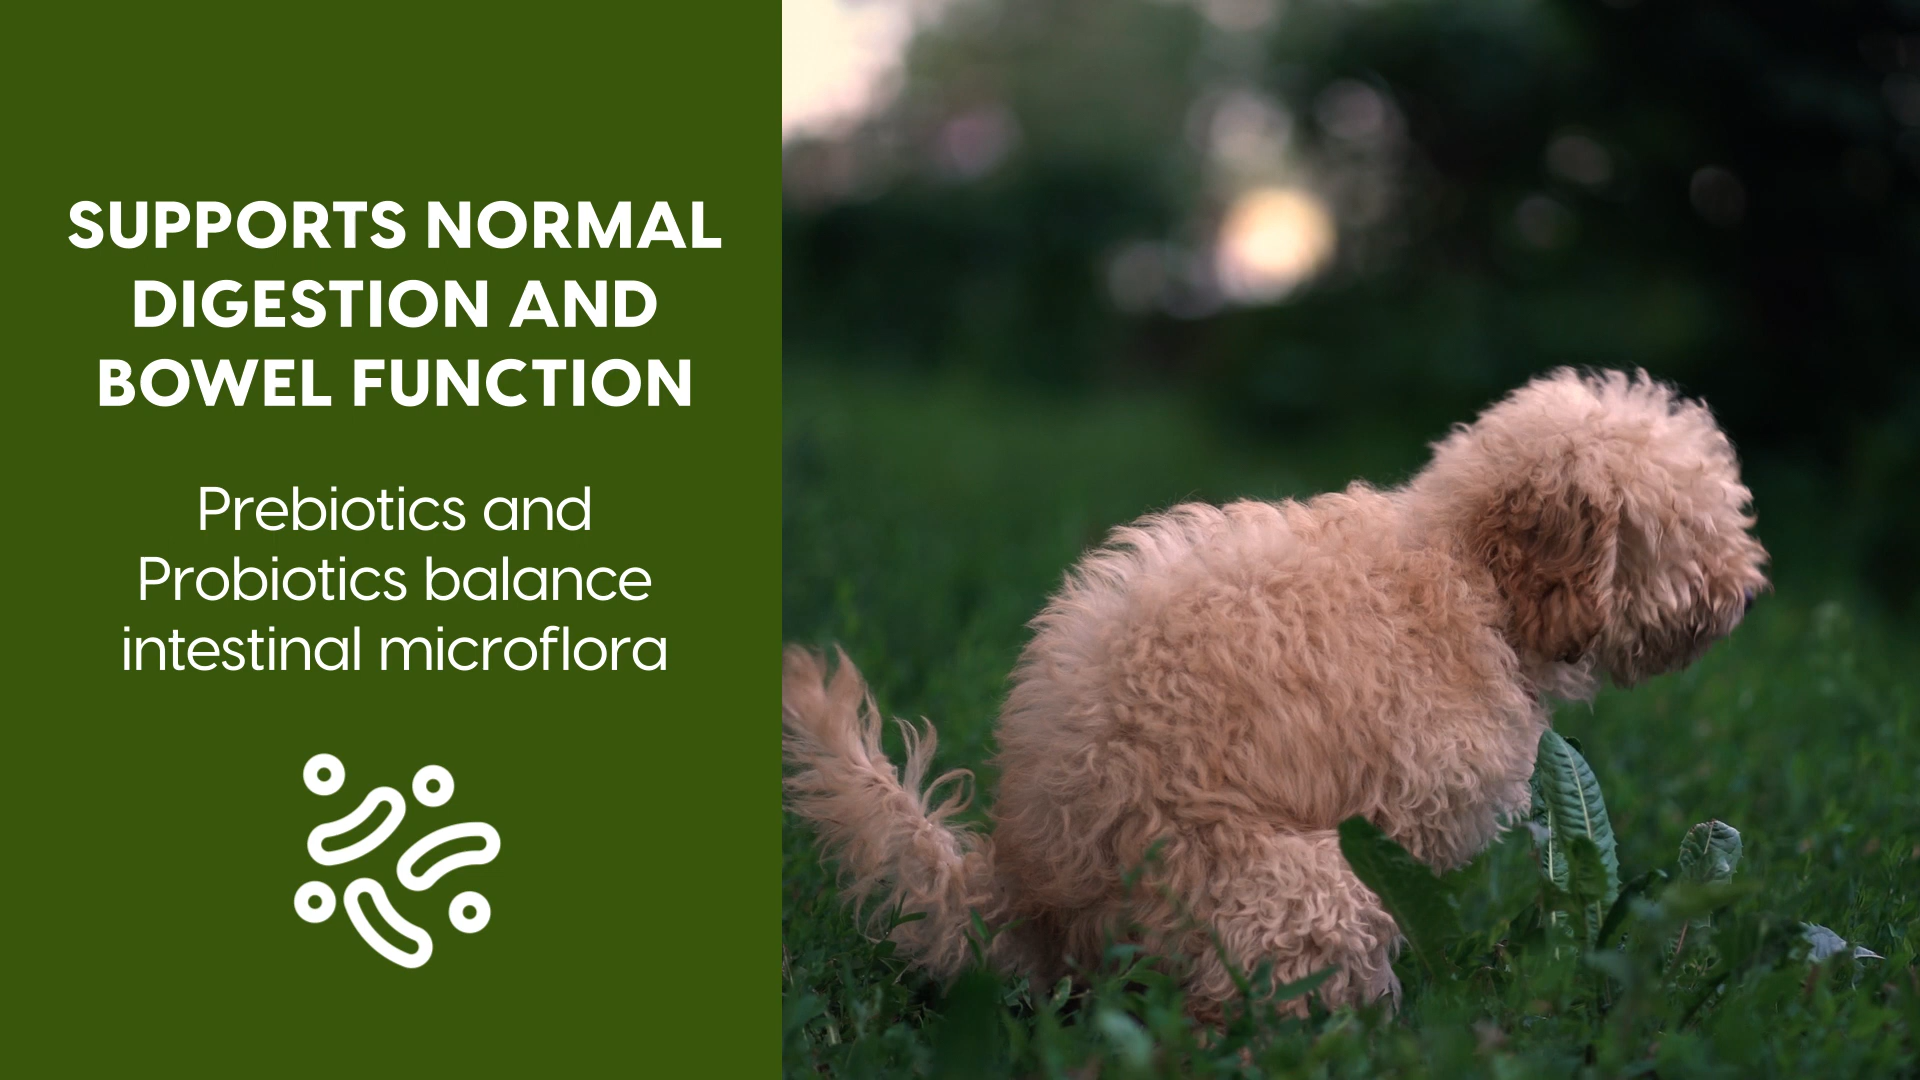 SUPPORTS NORMAL
DIGESTION AND
BOWEL FUNCTION
Prebiotics and
Probiotics balance
intestinal microflora